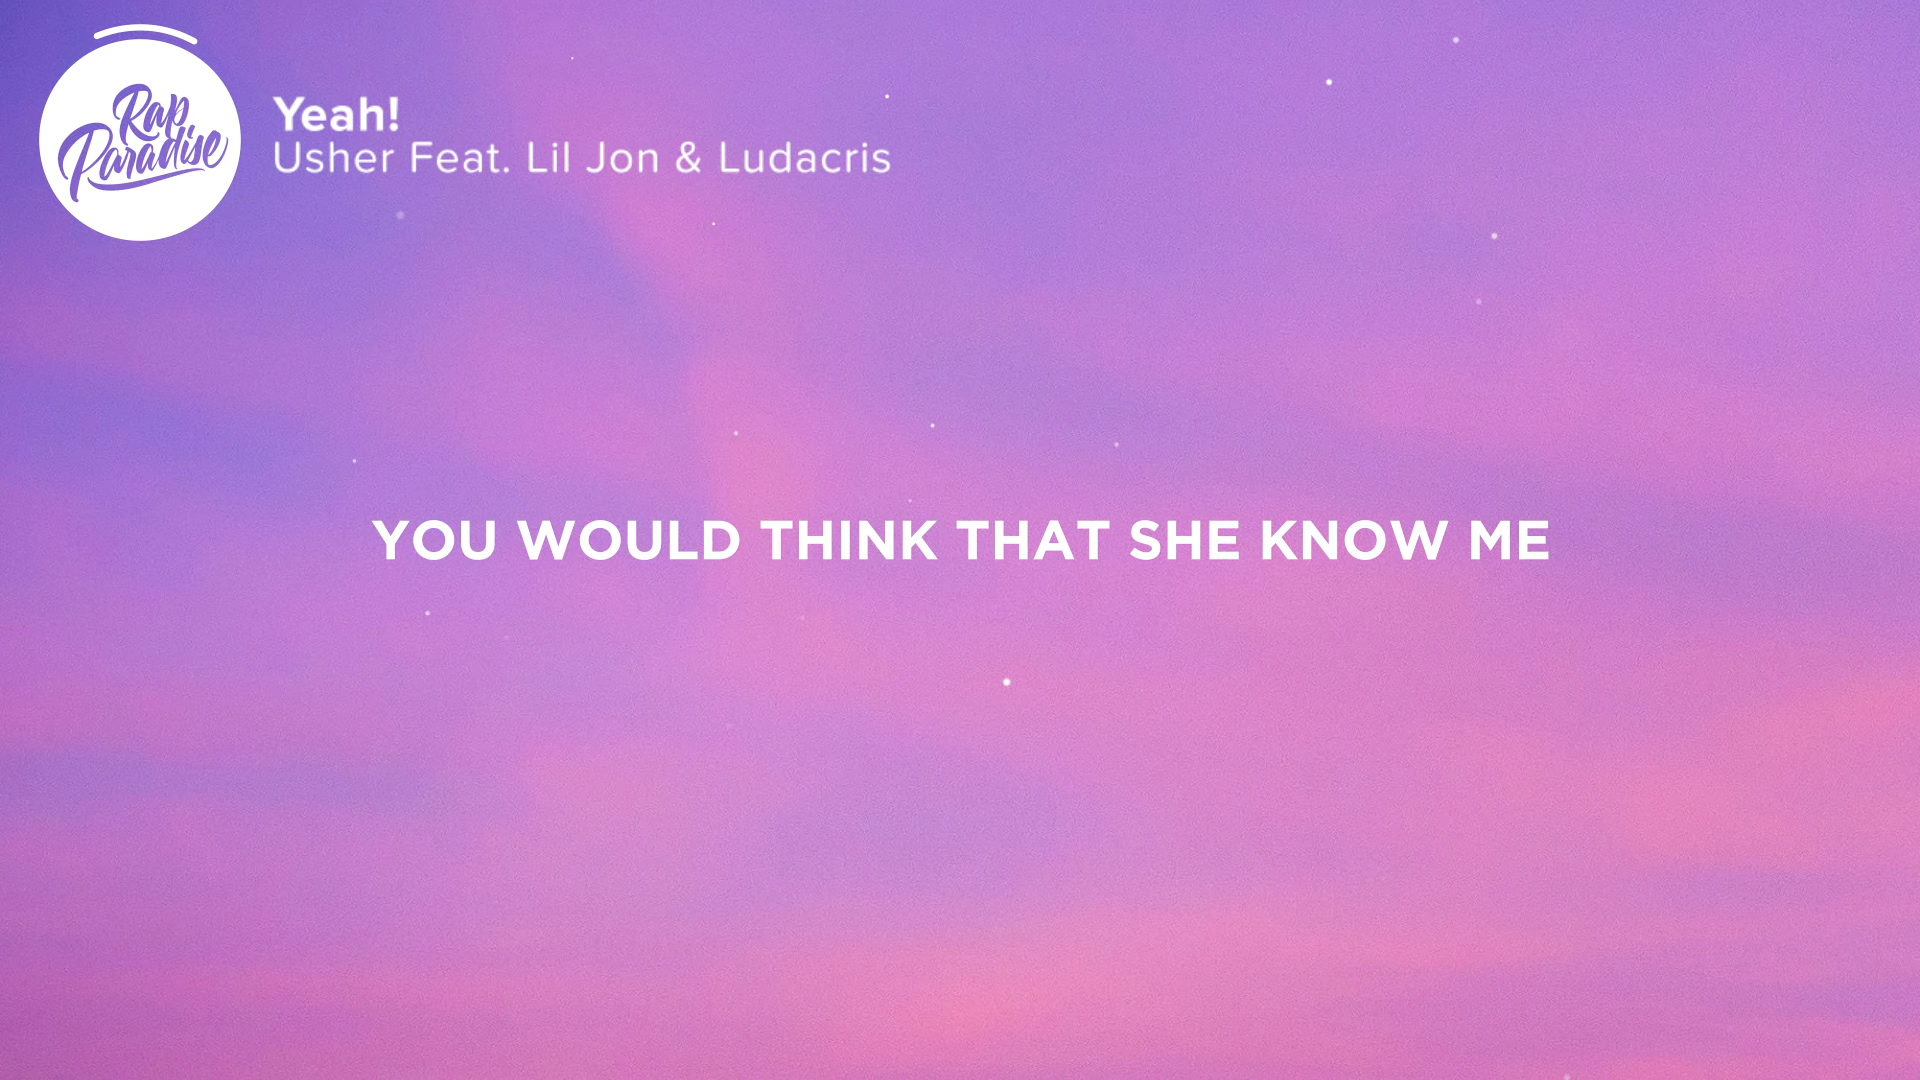 Rap
Paradise
Yeah!
Usher Feat. Lil Jon & Ludacris
YOU WOULD THINK THAT SHE KNOW ME